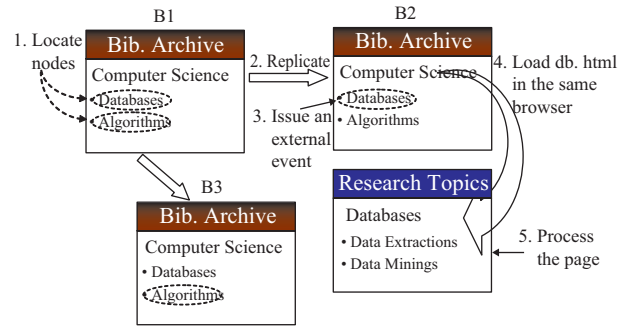 B1
1. Locate
nodes
Bib. Archive
Computer Science
• Databases
• Algorithms
2. Replicate
B2
Bib. Archive
Computer Science
• Databases
• Algorithms
3. Issue an
external
event
4. Load db. html
in the same
browser
Research Topics
Databases
• Data Extractions
• Data Minings
5. Process
the page
B3
Bib. Archive
Computer Science
• Databases
• Algorithms